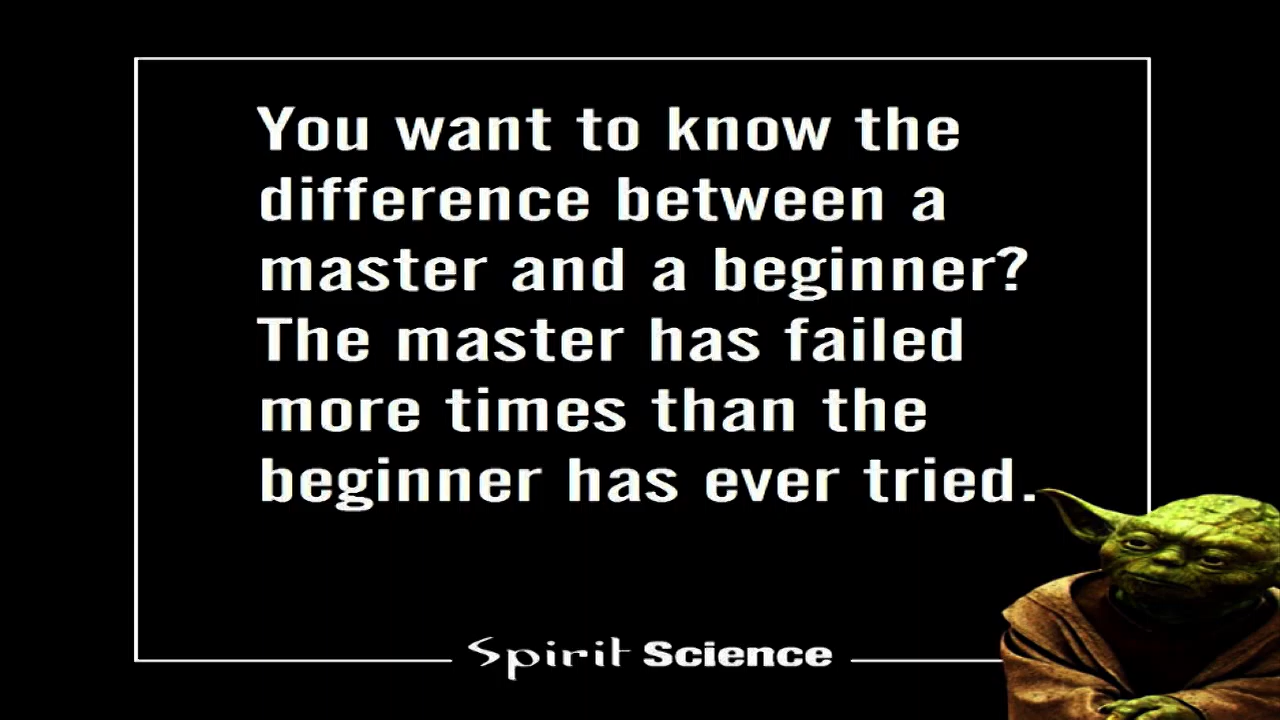 You want to know the
difference between a
master and a beginner?
The master has failed
more times than the
beginner has ever tried.
Spirit Science